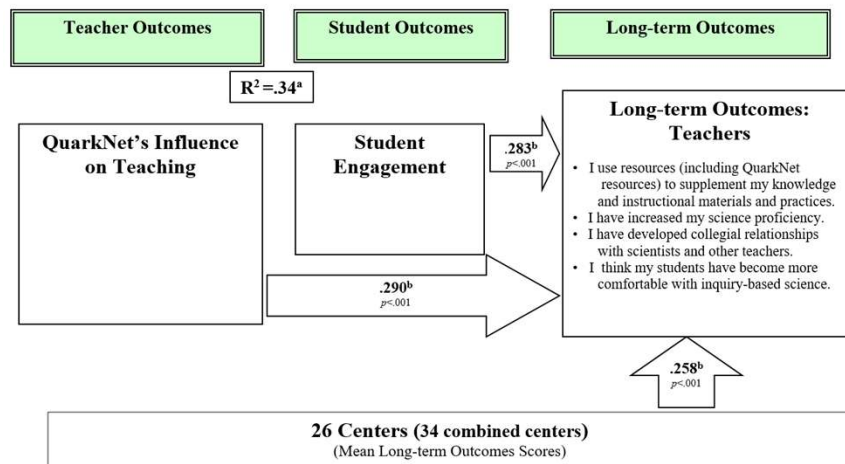 Teacher Outcomes
Student Outcomes
Long-term Outcomes
R² =.34ᵃ
QuarkNet’s Influence
on Teaching
Student
Engagement
.283ᵇ
p<.001
Long-term Outcomes:
Teachers
• I use resources (including QuarkNet
resources) to supplement my knowledge
and instructional materials and practices.
• I have increased my science proficiency.
• I have developed collegial relationships
with scientists and other teachers.
• I think my students have become more
comfortable with inquiry-based science.
.290ᵇ
p<.001
.258ᵇ
p<.001
26 Centers (34 combined centers)
(Mean Long-term Outcomes Scores)